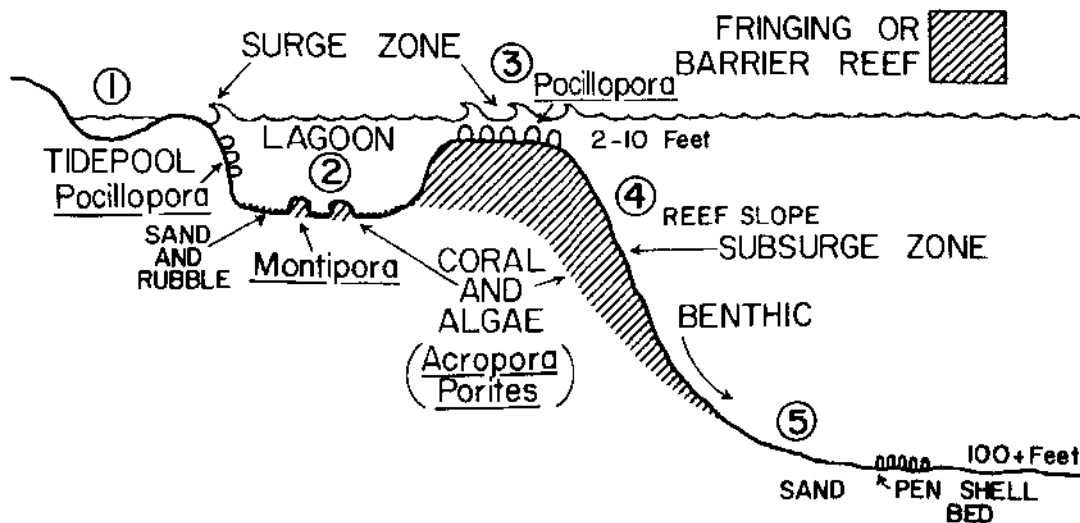 SURGE ZONE
FRINGING OR
BARRIER REEF
1
3
Pocillopora
LAGOON
2-10 Feet
TIDEPOOL
Pocillopora
2
4
REEF SLOPE
SUBSURGE ZONE
SAND
AND
RUBBLE
Montipora
CORAL
AND
ALGAE
(Acropora
Porites)
BENTHIC
5
100+ Feet
SAND
PEN SHELL
BED